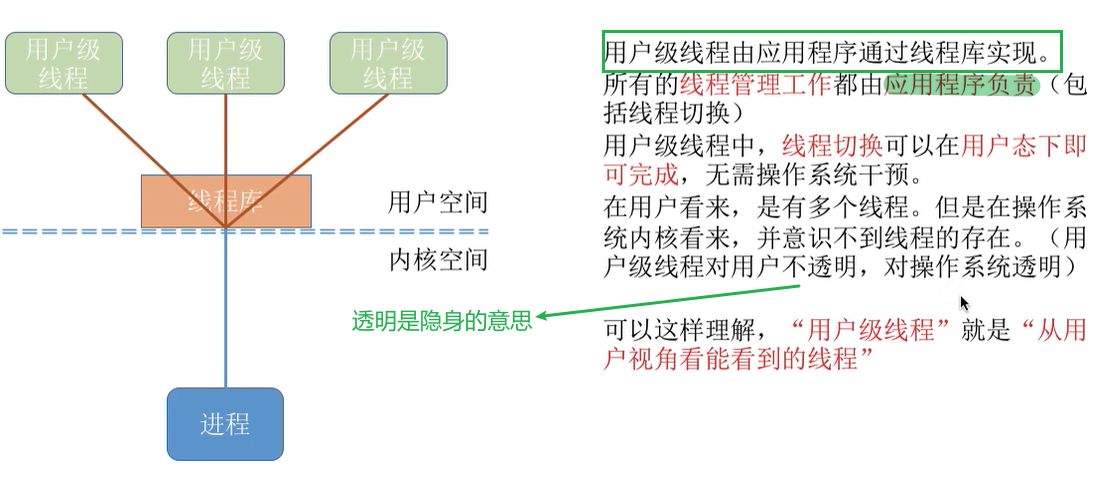 用户级
线程
用户级
线程
用户级
线程
线程库
用户空间
内核空间
进程
透明是隐身的意思
用户级线程由应用程序通过线程库实现。
所有的线程管理工作都由应用程序负责（包
括线程切换）
用户级线程中，线程切换可以在用户态下即
可完成，无需操作系统干预。
在用户看来，是有多个线程。但是在操作系
统内核看来，并意识不到线程的存在。（用
户级线程对用户不透明，对操作系统透明）
可以这样理解，“用户级线程”就是“从用
户视角看能看到的线程”